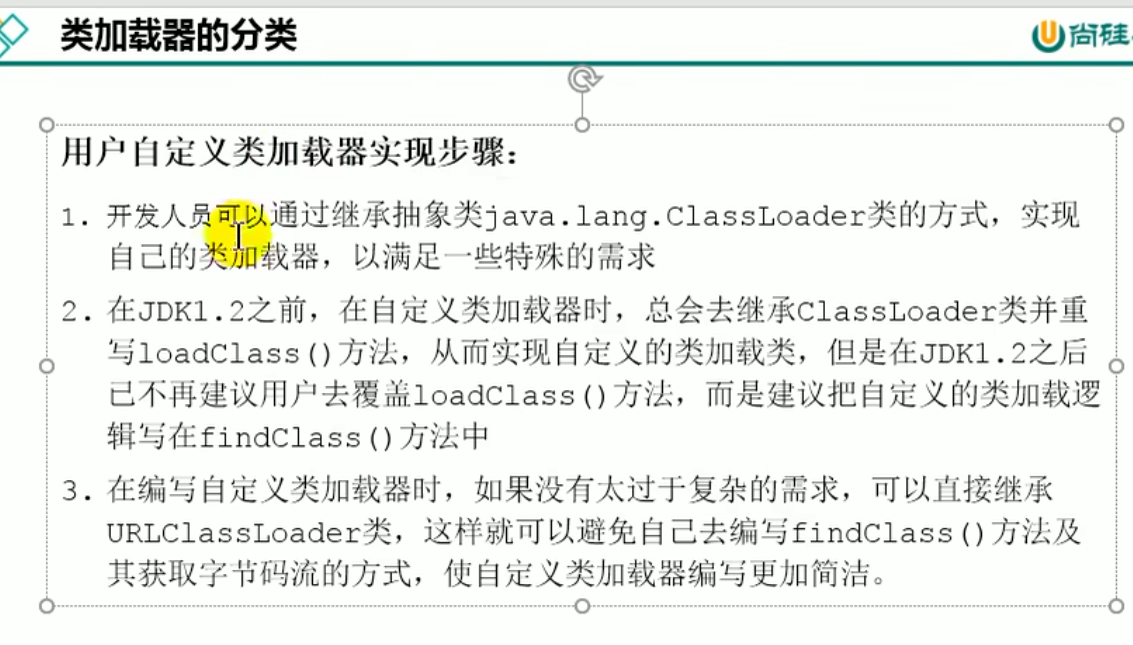 类加载器的分类
尚硅
用户自定义类加载器实现步骤：
1. 开发人员可以通过继承抽象类java.lang.ClassLoader类的方式，实现
自己的类加载器，以满足一些特殊的需求
2. 在JDK1.2之前，在自定义类加载器时，总会去继承ClassLoader类并重
写loadClass()方法，从而实现自定义的类加载类，但是在JDK1.2之后
已不再建议用户去覆盖loadClass()方法，而是建议把自定义的类加载逻
辑写在findClass()方法中
3. 在编写自定义类加载器时，如果没有太过于复杂的需求，可以直接继承
URLClassLoader类，这样就可以避免自己去编写findClass()方法及
其获取字节码流的方式，使自定义类加载器编写更加简洁。